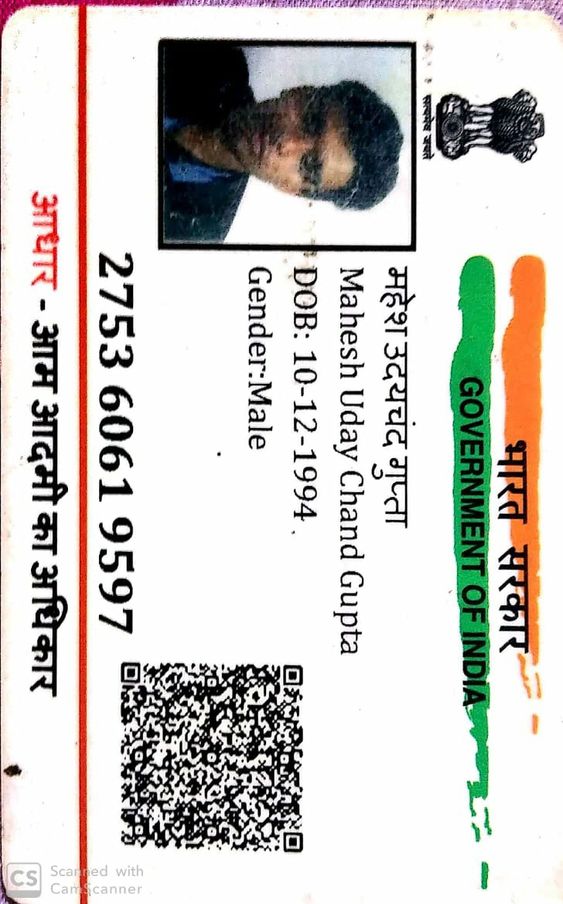 सत्यमेव जयते
भारत सरकार
GOVERNMENT OF INDIA
महेश उदयचंद गुप्ता
Mahesh Uday Chand Gupta
DOB: 10-12-1994
Gender:Male
2753 6061 9597
आधार - आम आदमी का अधिकार
CS Scanned with
CamScanner